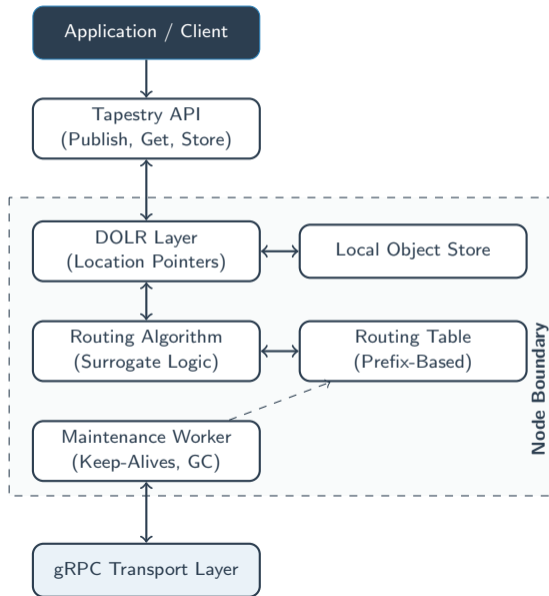 Application / Client
Tapestry API
(Publish, Get, Store)
DOLR Layer
(Location Pointers)
Local Object Store
Routing Algorithm
(Surrogate Logic)
Routing Table
(Prefix-Based)
Node Boundary
Maintenance Worker
(Keep-Alives, GC)
gRPC Transport Layer